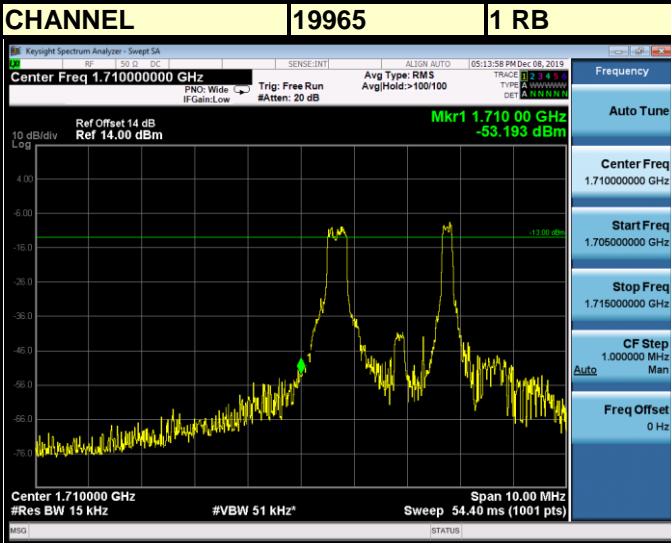 CHANNEL 19965 1 RB
Keysight Spectrum Analyzer - Swept SA
RF 50 Ω DC SENSE:INT ALIGN AUTO 05:13:58 PM Dec 08, 2019
Center Freq 1.710000000 GHz
PNO: Wide
IFGain:Low
Trig: Free Run
#Atten: 20 dB
Avg Type: RMS
Avg|Hold:>100/100
TRACE 1 2 3 4 5 6
TYPE A WWWWW
DET A N N N N N
Ref Offset 14 dB
10 dB/div Ref 14.00 dBm
Log
Mkr1 1.710 00 GHz
-53.193 dBm
4.00
-6.00
-13.00 dBm
-16.0
-26.0
-36.0
-46.0
-56.0
-66.0
-76.0
Center 1.710000 GHz Span 10.00 MHz
#Res BW 15 kHz #VBW 51 kHz* Sweep 54.40 ms (1001 pts)
MSG STATUS
Frequency
Auto Tune
Center Freq
1.710000000 GHz
Start Freq
1.705000000 GHz
Stop Freq
1.715000000 GHz
CF Step
1.000000 MHz
Auto Man
Freq Offset
0 Hz